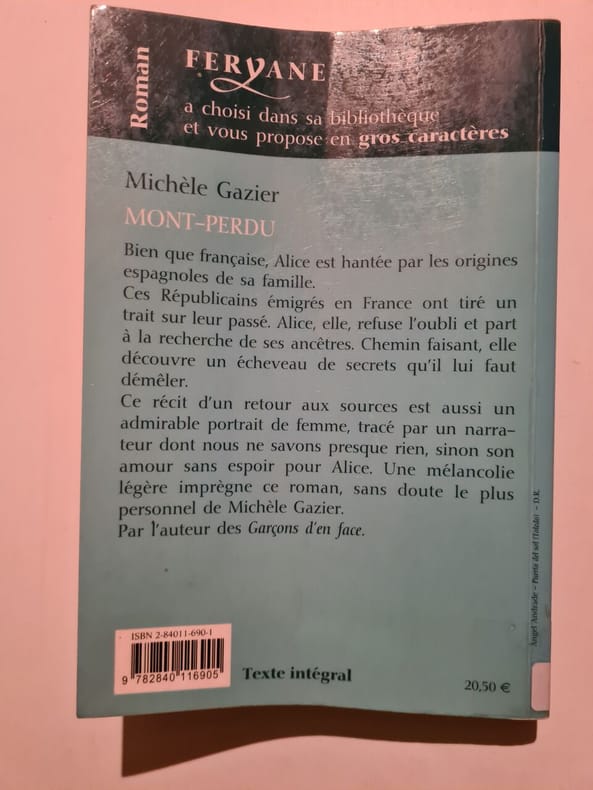 Roman
FERYANE
a choisi dans sa bibliothèque
et vous propose en gros caractères
Michèle Gazier
MONT-PERDU
Bien que française, Alice est hantée par les origines
espagnoles de sa famille.
Ces Républicains émigrés en France ont tiré un
trait sur leur passé. Alice, elle, refuse l'oubli et part
à la recherche de ses ancêtres. Chemin faisant, elle
découvre un écheveau de secrets qu'il lui faut
démêler.
Ce récit d'un retour aux sources est aussi un
admirable portrait de femme, tracé par un narra-
teur dont nous ne savons presque rien, sinon son
amour sans espoir pour Alice. Une mélancolie
légère imprègne ce roman, sans doute le plus
personnel de Michèle Gazier.
Par l'auteur des Garçons d'en face.
Àngel Andrade – Puerta del sol (Toledo) – D.R.
ISBN 2-84011-690-1
9 782840 116905
Texte intégral
20,50 €